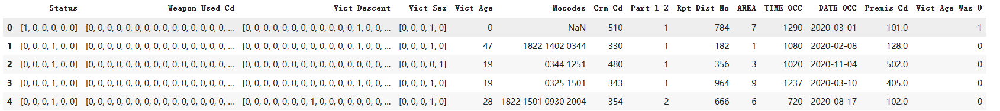 Status Weapon Used Cd Vict Descent Vict Sex Vict Age Mocodes Crm Cd Part 1-2 Rpt Dist No AREA TIME OCC DATE OCC Premis Cd Vict Age Was 0
0 [1, 0, 0, 0, 0, 0] [0, 0, 0, 0, 0, 0, 0, 0, 0, 0, 0, 0, 0, 0, 0, ... [0, 0, 0, 0, 0, 0, 0, 0, 0, 0, 0, 0, 1, 0, 0, ... [0, 0, 0, 1, 0] 0 NaN 510 1 784 7 1290 2020-03-01 101.0 1
1 [0, 0, 0, 1, 0, 0] [0, 0, 0, 0, 0, 0, 0, 0, 0, 0, 0, 0, 0, 0, 0, ... [0, 0, 0, 0, 0, 0, 0, 0, 0, 0, 0, 0, 1, 0, 0, ... [0, 0, 0, 1, 0] 47 1822 1402 0344 330 1 182 1 1080 2020-02-08 128.0 0
2 [0, 0, 0, 1, 0, 0] [0, 0, 0, 0, 0, 0, 0, 0, 0, 0, 0, 0, 0, 0, 0, ... [0, 0, 0, 0, 0, 0, 0, 0, 0, 0, 0, 0, 0, 0, 0, ... [0, 0, 0, 0, 1] 19 0344 1251 480 1 356 3 1020 2020-11-04 502.0 0
3 [0, 0, 0, 1, 0, 0] [0, 0, 0, 0, 0, 0, 0, 0, 0, 0, 0, 0, 0, 0, 0, ... [0, 0, 0, 0, 0, 0, 0, 0, 0, 0, 0, 0, 1, 0, 0, ... [0, 0, 0, 1, 0] 19 0325 1501 343 1 964 9 1237 2020-03-10 405.0 0
4 [0, 0, 0, 1, 0, 0] [0, 0, 0, 0, 0, 0, 0, 0, 0, 0, 0, 0, 0, 0, 0, ... [0, 0, 0, 0, 0, 0, 0, 1, 0, 0, 0, 0, 0, 0, 0, ... [0, 0, 0, 1, 0] 28 1822 1501 0930 2004 354 2 666 6 720 2020-08-17 102.0 0